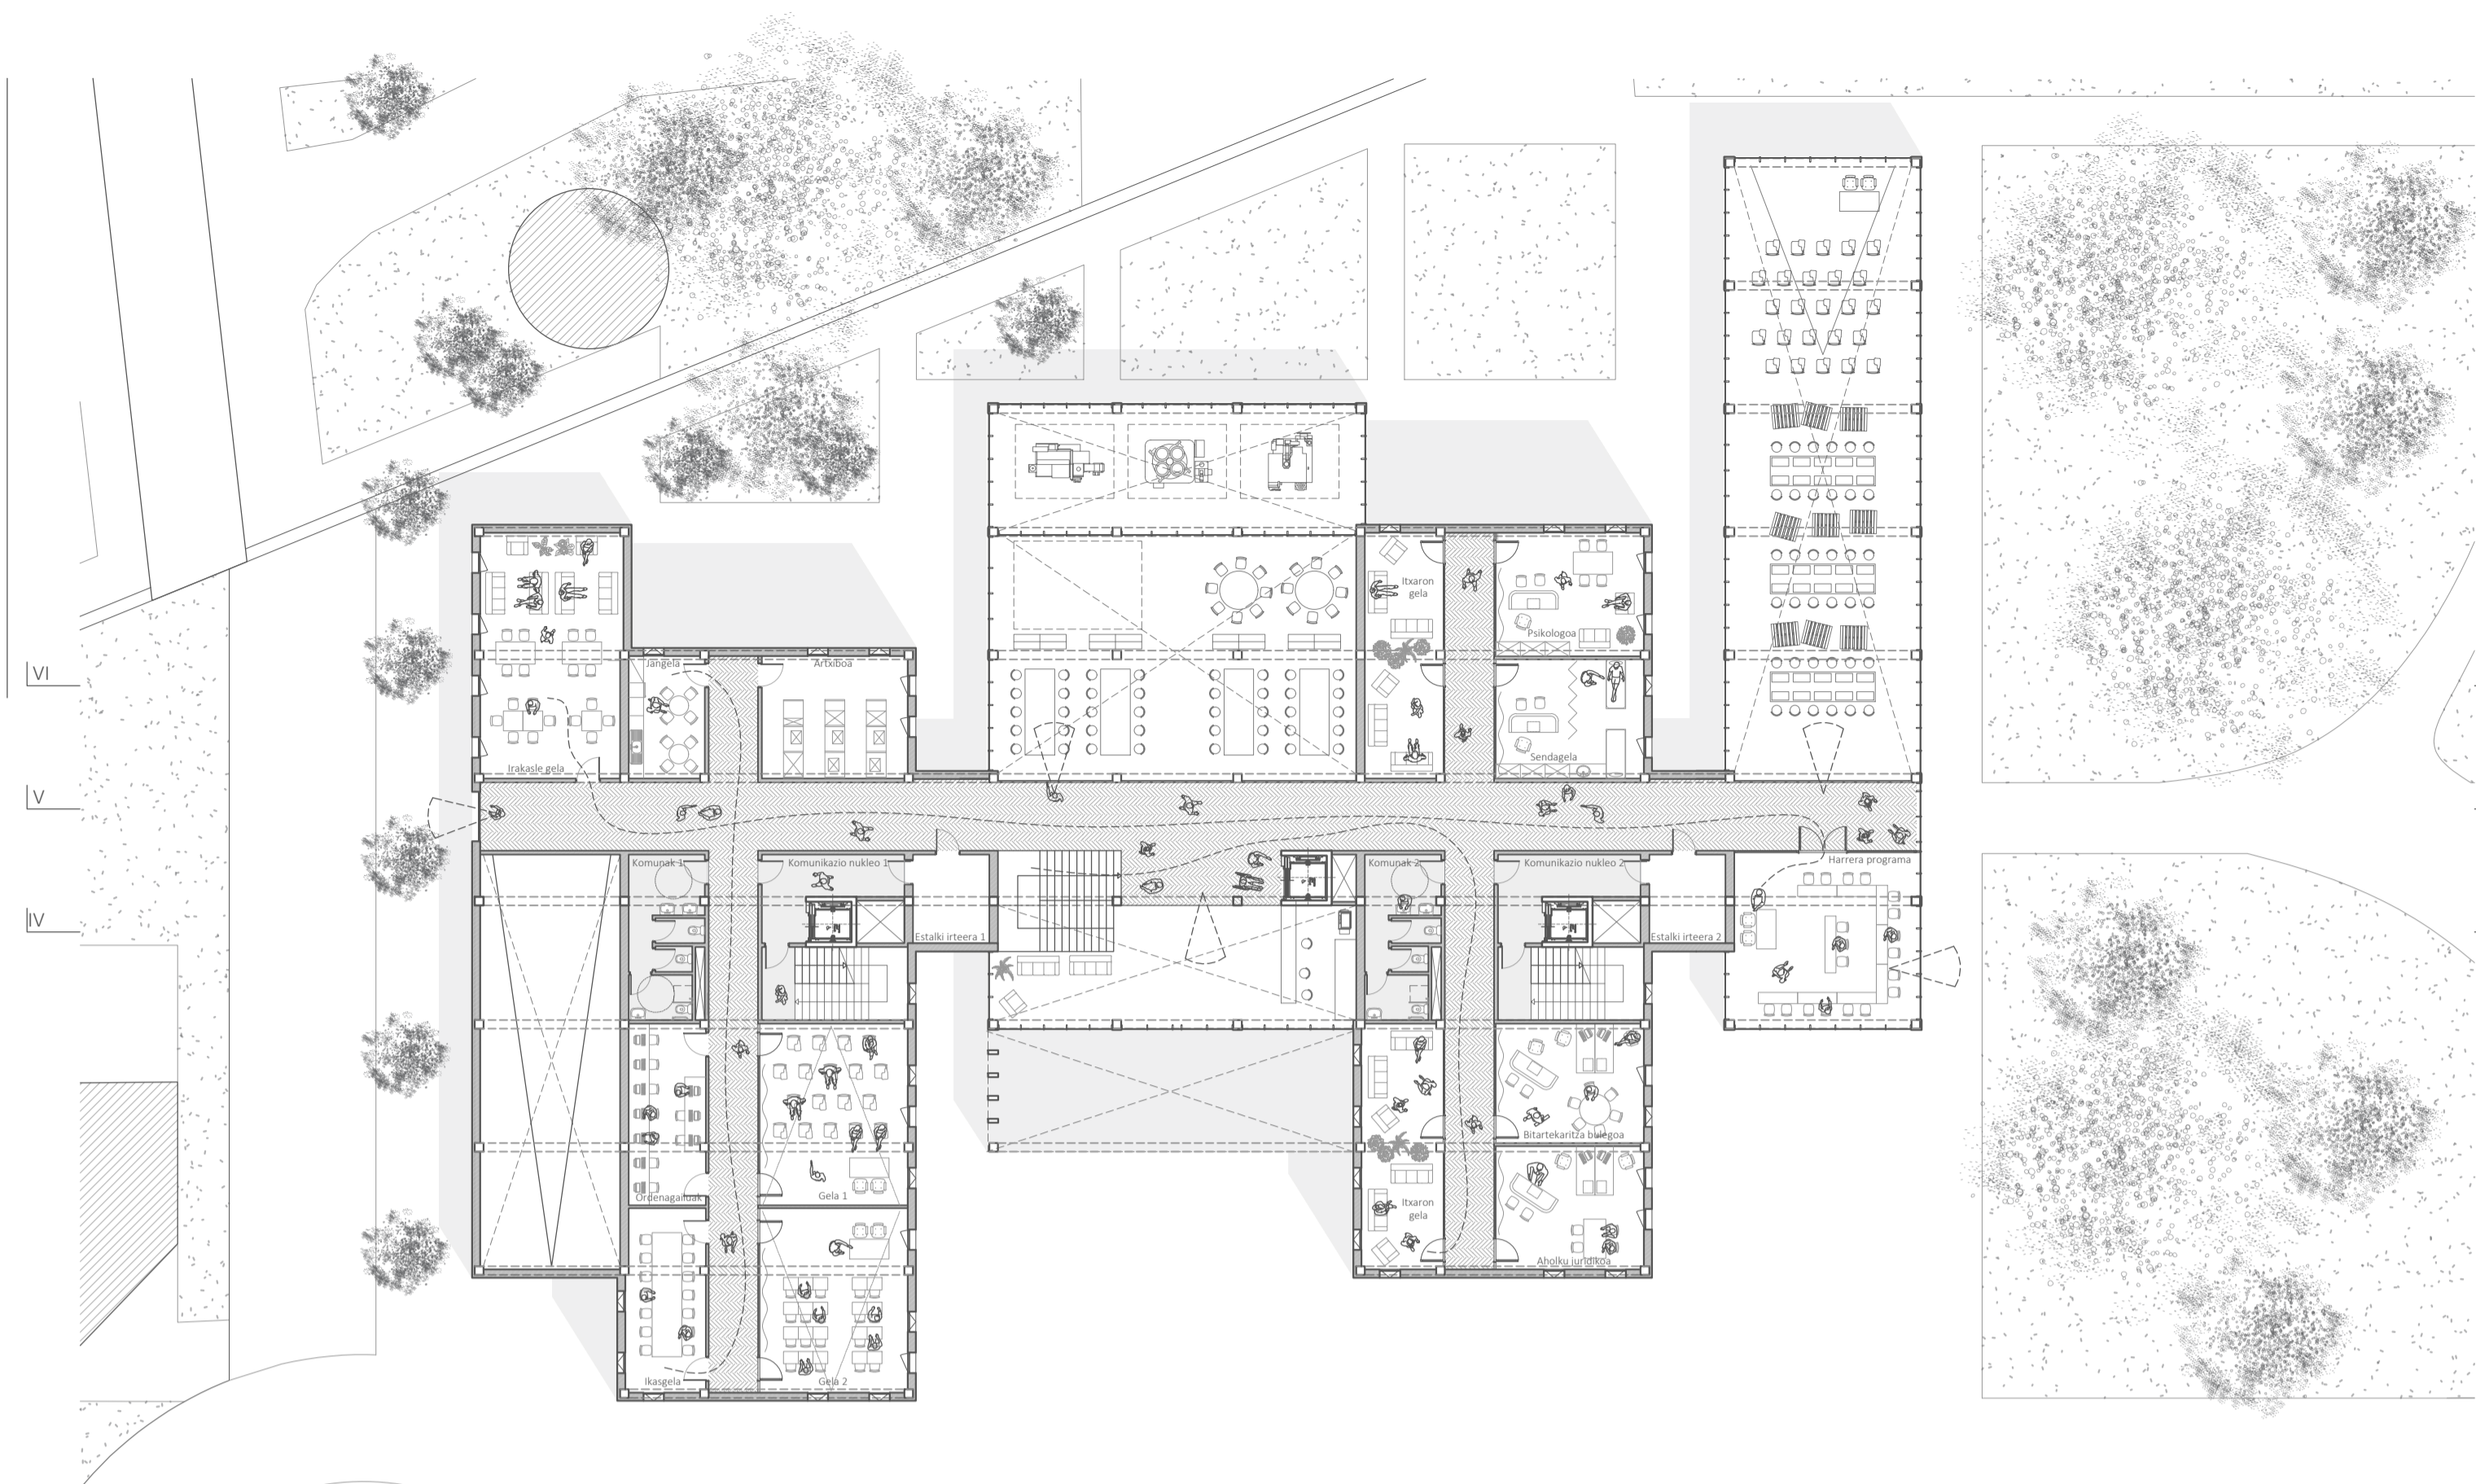 Itxaron
gela
Psikologoa
VI
Jangela
Artxiboa
Irakasle gela
Sendagela
V
Komunak 1
Komunikazio nukleo 1
Komunak 2
Komunikazio nukleo 2
Harrera programa
IV
Estalki irteera 1
Estalki irteera 2
Bitartekaritza bulegoa
Ordenagailuak
Gela 1
Itxaron
gela
Aholku juridikoa
Ikasgela
Gela 2